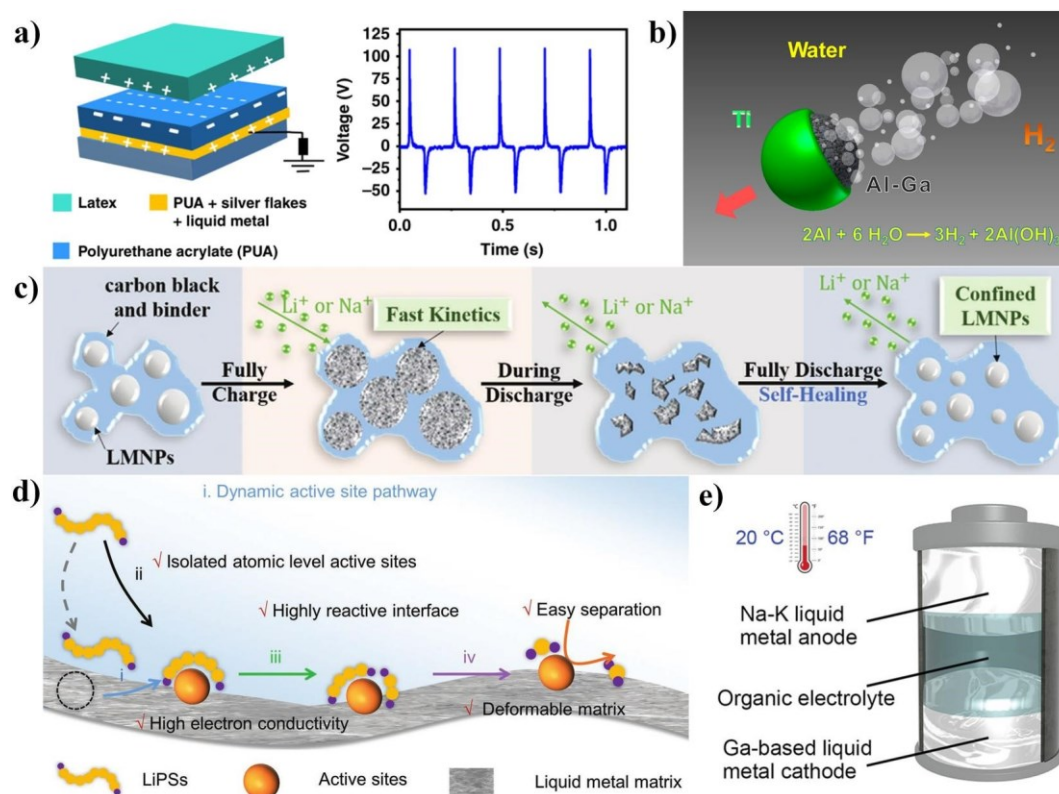 a)
Latex
PUA + silver flakes
+ liquid metal
Polyurethane acrylate (PUA)
Voltage (V)
125
100
75
50
25
0
−25
−50
0.0
0.5
1.0
Time (s)
b)
Water
Ti
Al-Ga
H₂
2Al + 6 H₂O → 3H₂ + 2Al(OH)
c)
carbon black
and binder
LMNPs
Fully
Charge
Li⁺ or Na⁺
Fast Kinetics
During
Discharge
Li⁺ or Na⁺
Fully Discharge
Self-Healing
Li⁺ or Na⁺
Confined
LMNPs
d)
i. Dynamic active site pathway
ii
√ Isolated atomic level active sites
√ Highly reactive interface
√ Easy separation
i
iii
iv
√ High electron conductivity
√ Deformable matrix
LiPSs
Active sites
Liquid metal matrix
e)
20 °C
68 °F
Na-K liquid
metal anode
Organic electrolyte
Ga-based liquid
metal cathode